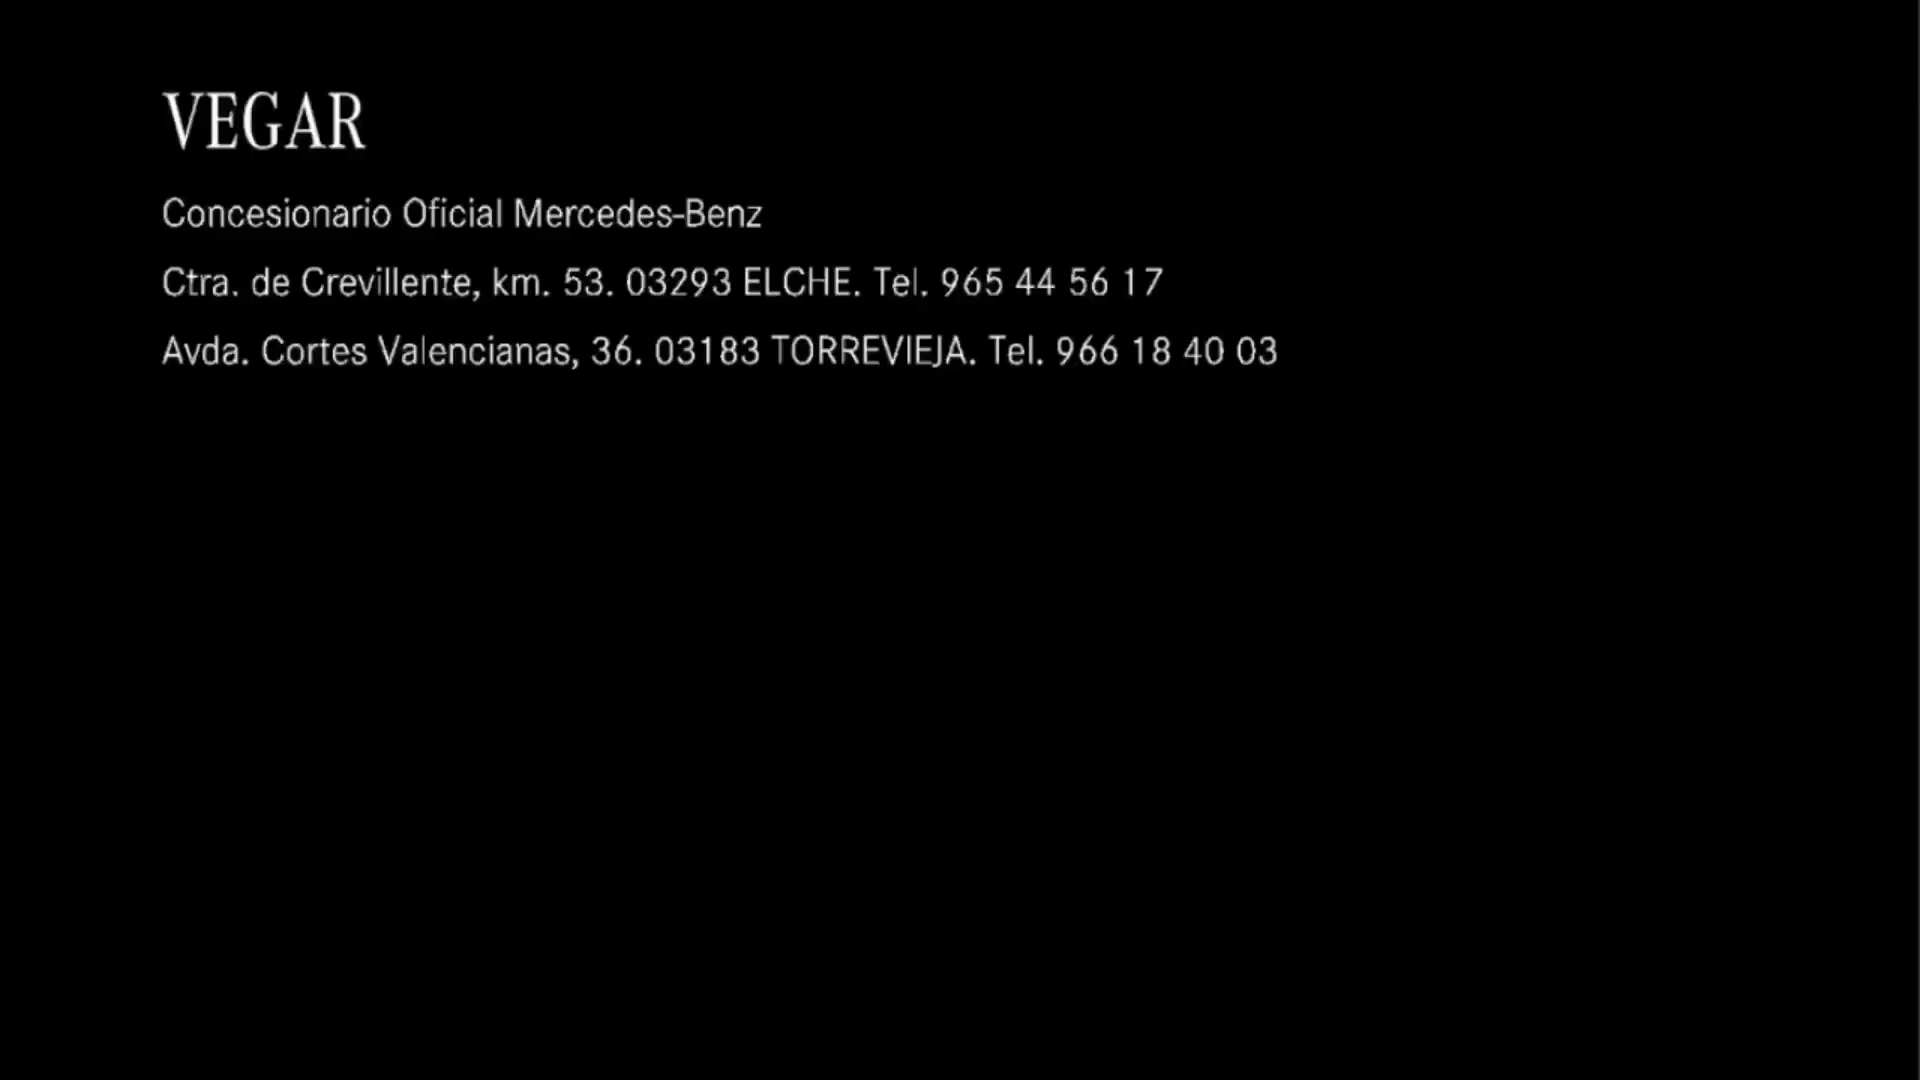 VEGAR
Concesionario Oficial Mercedes-Benz
Ctra. de Crevillente, km. 53. 03293 ELCHE. Tel. 965 44 56 17
Avda. Cortes Valencianas, 36. 03183 TORREVIEJA. Tel. 966 18 40 03